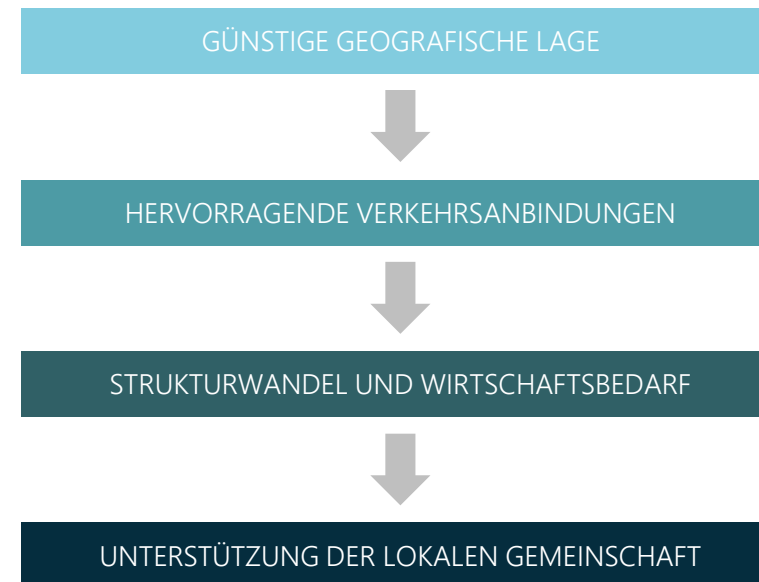 GÜNSTIGE GEOGRAFISCHE LAGE
HERVORRAGENDE VERKEHRSANBINDUNGEN
STRUKTURWANDEL UND WIRTSCHAFTSBEDARF
UNTERSTÜTZUNG DER LOKALEN GEMEINSCHAFT